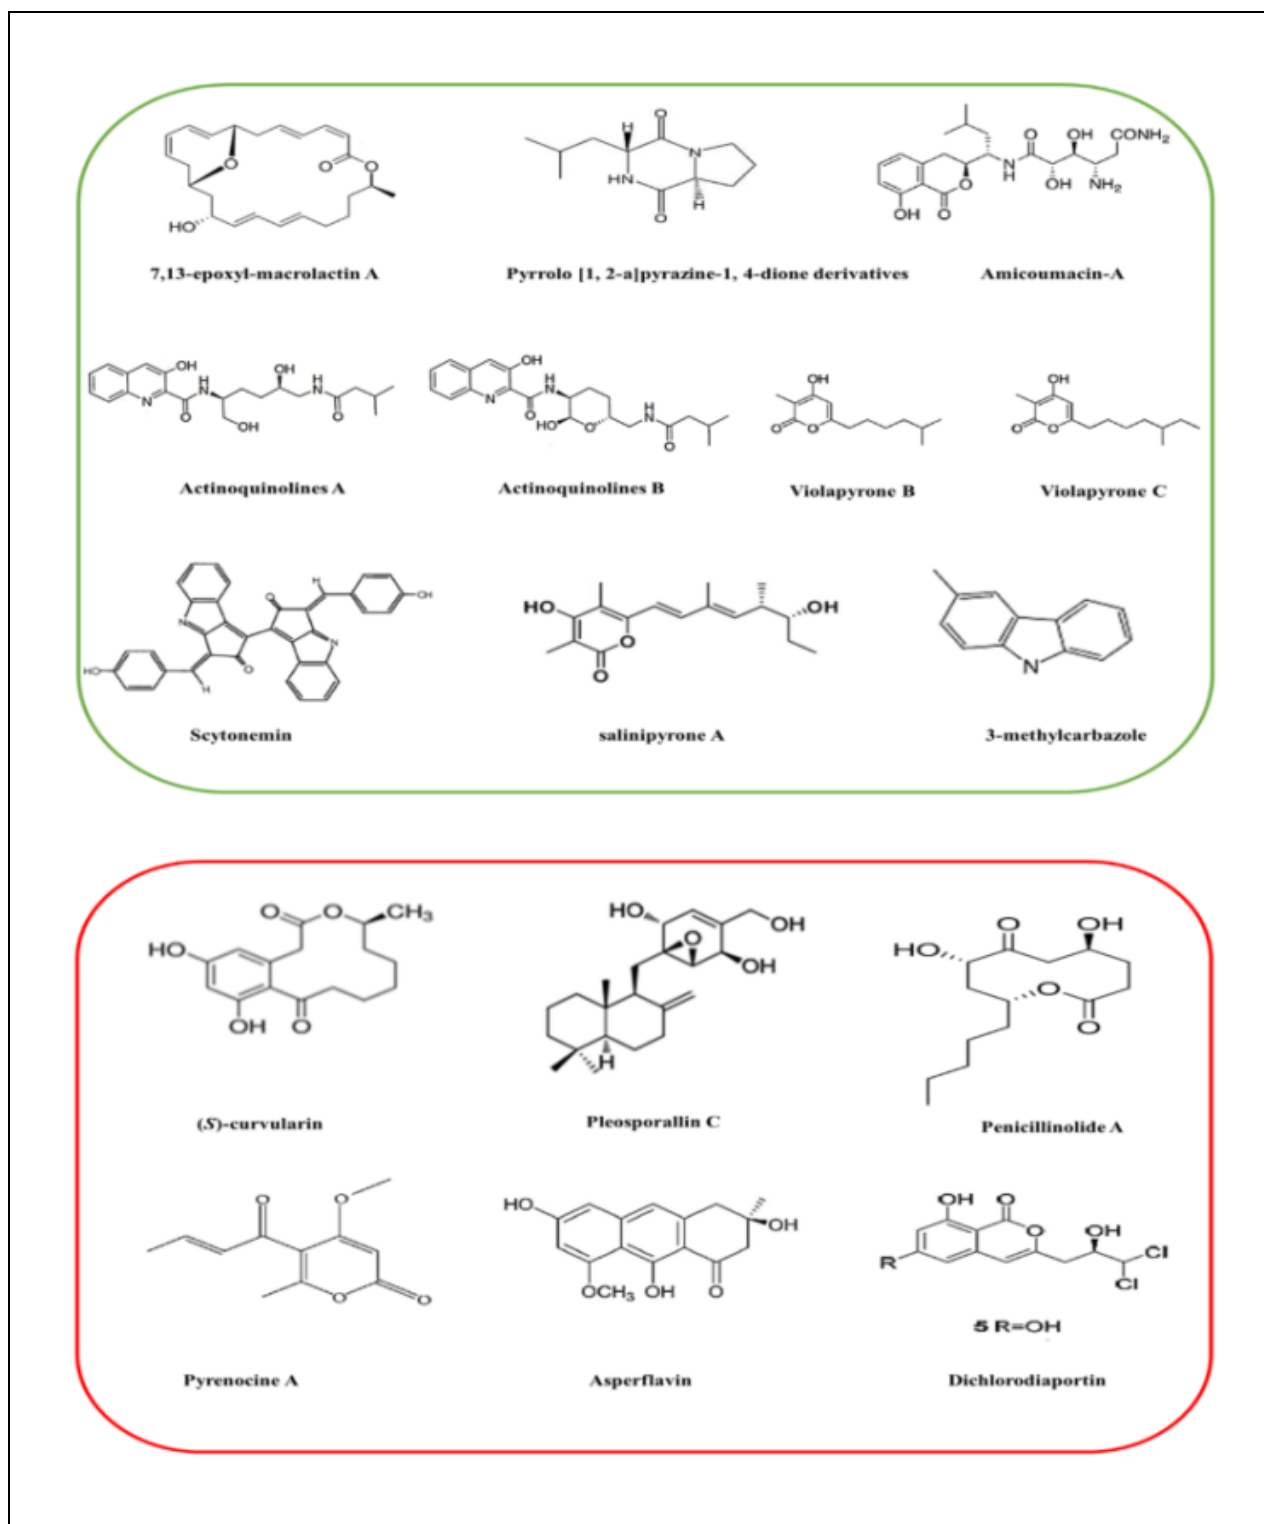 HO
O
O
O
7,13-epoxyl-macrolactin A
H
O
N
HN
O
H
Pyrrolo [1, 2-a]pyrazine-1, 4-dione derivatives
O
OH
CONH2
N
H
O
OH
NH2
OH
O
Amicoumacin-A
OH
N
O
H
N
OH
OH
H
N
O
Actinoquinolines A
OH
N
O
H
N
HO
O
H
N
O
Actinoquinolines B
OH
O
O
Violapyrone B
OH
O
O
Violapyrone C
H
O
OH
N
N
HO
O
H
Scytonemin
HO
O
O
OH
salinipyrone A
N
3-methylcarbazole
O
O
CH3
HO
OH
O
(S)-curvularin
HO
O
OH
OH
H
Pleosporallin C
O
OH
HO
O
O
Penicillinolide A
O
O
O
O
Pyrenocine A
HO
OH
OCH3
OH
O
Asperflavin
OH
O
O
OH
R
Cl
Cl
5 R=OH
Dichlorodiaportin